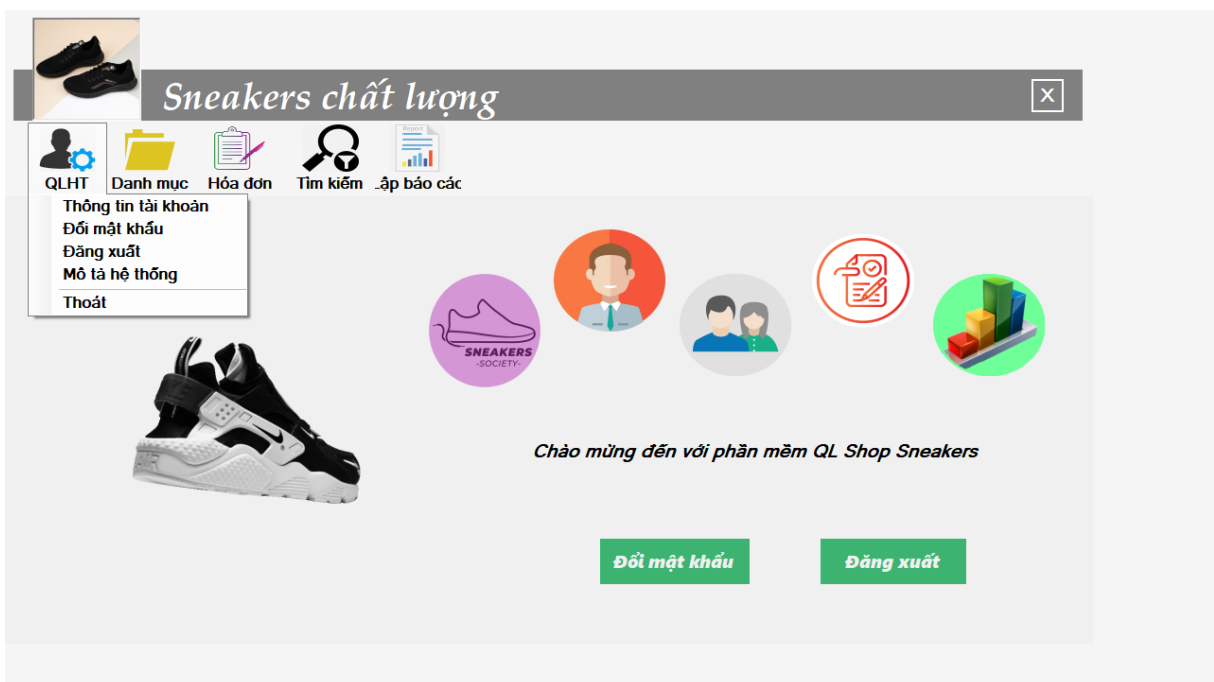 Sneakers chất lượng
X
Report
QLHT Danh mục Hóa đơn Tìm kiếm Lập báo các
Thông tin tài khoản
Đổi mật khẩu
Đăng xuất
Mô tả hệ thống
Thoát
SNEAKERS
-SOCIETY-
Chào mừng đến với phần mềm QL Shop Sneakers
Đổi mật khẩu Đăng xuất